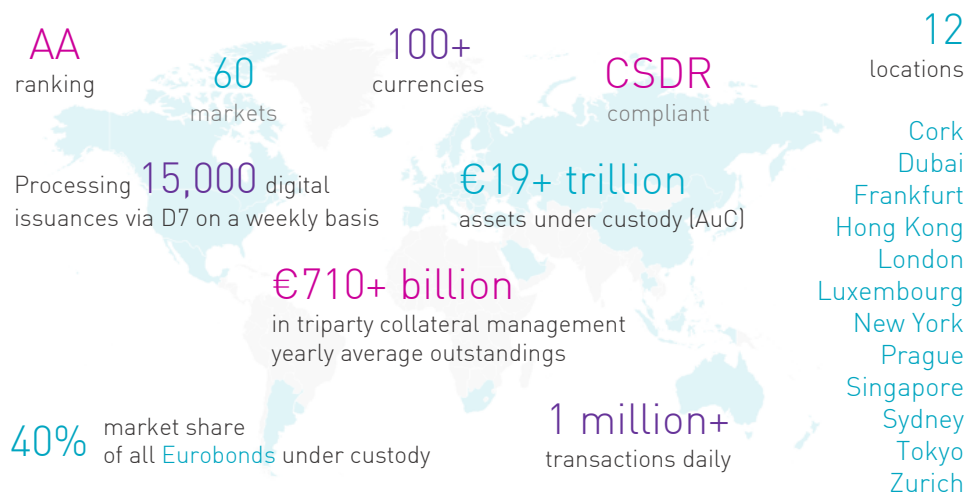 AA
ranking
60
markets
100+
currencies
CSDR
compliant
12
locations
Processing 15,000 digital
issuances via D7 on a weekly basis
€19+ trillion
assets under custody (AuC)
€710+ billion
in triparty collateral management
yearly average outstandings
40% market share
of all Eurobonds under custody
1 million+
transactions daily
Cork
Dubai
Frankfurt
Hong Kong
London
Luxembourg
New York
Prague
Singapore
Sydney
Tokyo
Zurich